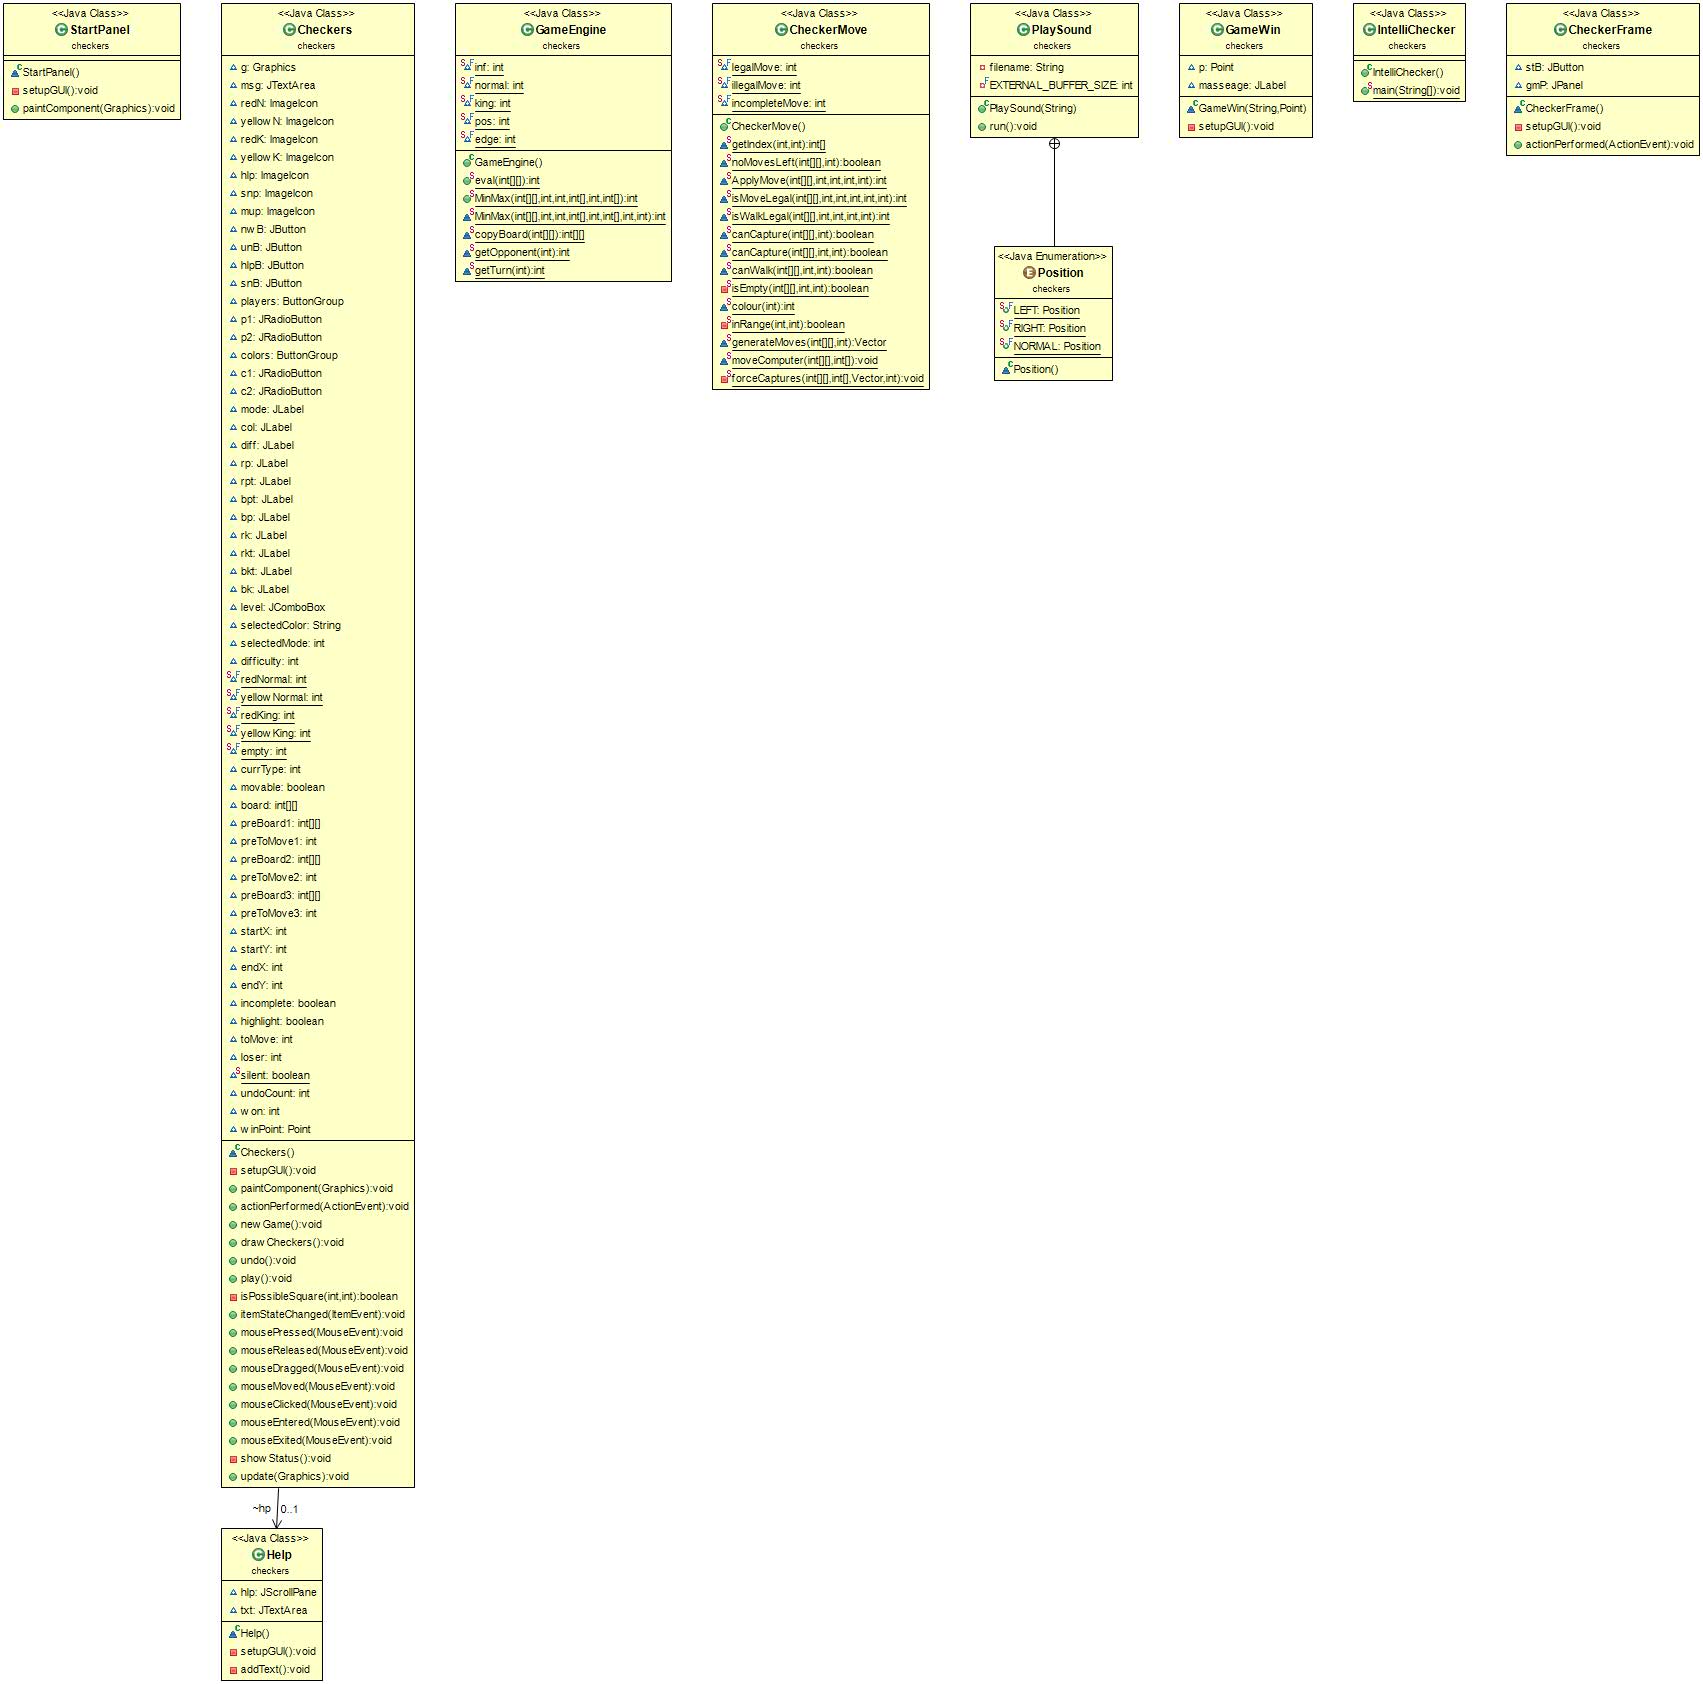 <<Java Class>>
StartPanel
checkers
StartPanel()
setupGUI():void
paintComponent(Graphics):void
<<Java Class>>
Checkers
checkers
g: Graphics
msg: JTextArea
redN: ImageIcon
yellowN: ImageIcon
redK: ImageIcon
yellowK: ImageIcon
hlp: ImageIcon
snp: ImageIcon
mup: ImageIcon
nwB: JButton
unB: JButton
hlpB: JButton
snB: JButton
players: ButtonGroup
p1: JRadioButton
p2: JRadioButton
colors: ButtonGroup
c1: JRadioButton
c2: JRadioButton
mode: JLabel
col: JLabel
diff: JLabel
rp: JLabel
rpt: JLabel
bpt: JLabel
bp: JLabel
rk: JLabel
rkt: JLabel
bkt: JLabel
bk: JLabel
level: JComboBox
selectedColor: String
selectedMode: int
difficulty: int
redNormal: int
yellowNormal: int
redKing: int
yellowKing: int
empty: int
currType: int
movable: boolean
board: int[][]
preBoard1: int[][]
preToMove1: int
preBoard2: int[][]
preToMove2: int
preBoard3: int[][]
preToMove3: int
startX: int
startY: int
endX: int
endY: int
incomplete: boolean
highlight: boolean
toMove: int
loser: int
silent: boolean
undoCount: int
won: int
winPoint: Point
Checkers()
setupGUI():void
paintComponent(Graphics):void
actionPerformed(ActionEvent):void
newGame():void
drawCheckers():void
undo():void
play():void
isPossibleSquare(int,int):boolean
itemStateChanged(ItemEvent):void
mousePressed(MouseEvent):void
mouseReleased(MouseEvent):void
mouseDragged(MouseEvent):void
mouseMoved(MouseEvent):void
mouseClicked(MouseEvent):void
mouseEntered(MouseEvent):void
mouseExited(MouseEvent):void
showStatus():void
update(Graphics):void
~hp 0..1
<<Java Class>>
Help
checkers
hlp: JScrollPane
txt: JTextArea
Help()
setupGUI():void
addText():void
<<Java Class>>
GameEngine
checkers
inf: int
normal: int
king: int
pos: int
edge: int
GameEngine()
eval(int[][]):int
MinMax(int[][],int,int,int[],int,int[]):int
MinMax(int[][],int,int,int[],int,int[],int,int):int
copyBoard(int[][]):int[][]
getOpponent(int):int
getTurn(int):int
<<Java Class>>
CheckerMove
checkers
legalMove: int
illegalMove: int
incompleteMove: int
CheckerMove()
getIndex(int,int):int[]
noMovesLeft(int[][],int):boolean
ApplyMove(int[][],int,int,int,int):int
isMoveLegal(int[][],int,int,int,int,int):int
isWalkLegal(int[][],int,int,int,int):int
canCapture(int[][],int):boolean
canCapture(int[][],int,int):boolean
canWalk(int[][],int,int):boolean
isEmpty(int[][],int,int):boolean
colour(int):int
inRange(int,int):boolean
generateMoves(int[][],int):Vector
moveComputer(int[][],int[]):void
forceCaptures(int[][],int[],Vector,int):void
<<Java Class>>
PlaySound
checkers
filename: String
EXTERNAL_BUFFER_SIZE: int
PlaySound(String)
run():void
<<Java Enumeration>>
Position
checkers
LEFT: Position
RIGHT: Position
NORMAL: Position
Position()
<<Java Class>>
GameWin
checkers
p: Point
masseage: JLabel
GameWin(String,Point)
setupGUI():void
<<Java Class>>
IntelliChecker
checkers
IntelliChecker()
main(String[]):void
<<Java Class>>
CheckerFrame
checkers
stB: JButton
gmP: JPanel
CheckerFrame()
setupGUI():void
actionPerformed(ActionEvent):void